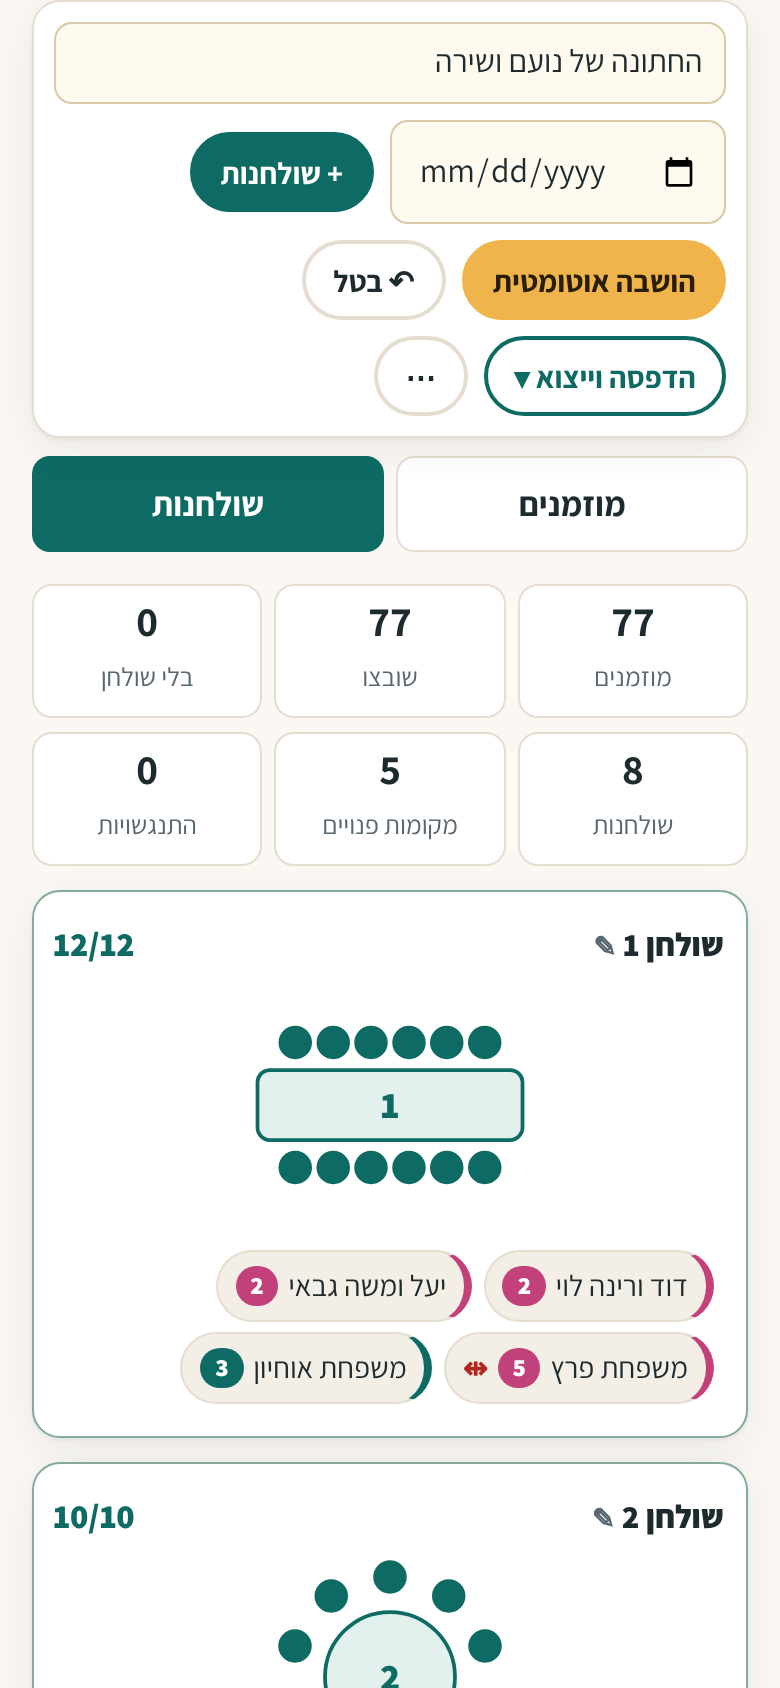 החתונה של נועם ושירה
mm/dd/yyyy
+ שולחנות
הושבה אוטומטית
↶ בטל
הדפסה וייצוא ▾
⋯
מוזמנים
שולחנות
77
מוזמנים
77
שובצו
0
בלי שולחן
8
שולחנות
5
מקומות פנויים
0
התנגשויות
שולחן 1 ✎
12/12
1
דוד ורינה לוי 2
יעל ומשה גבאי 2
משפחת פרץ 5
משפחת אוחיון 3
שולחן 2 ✎
10/10
2